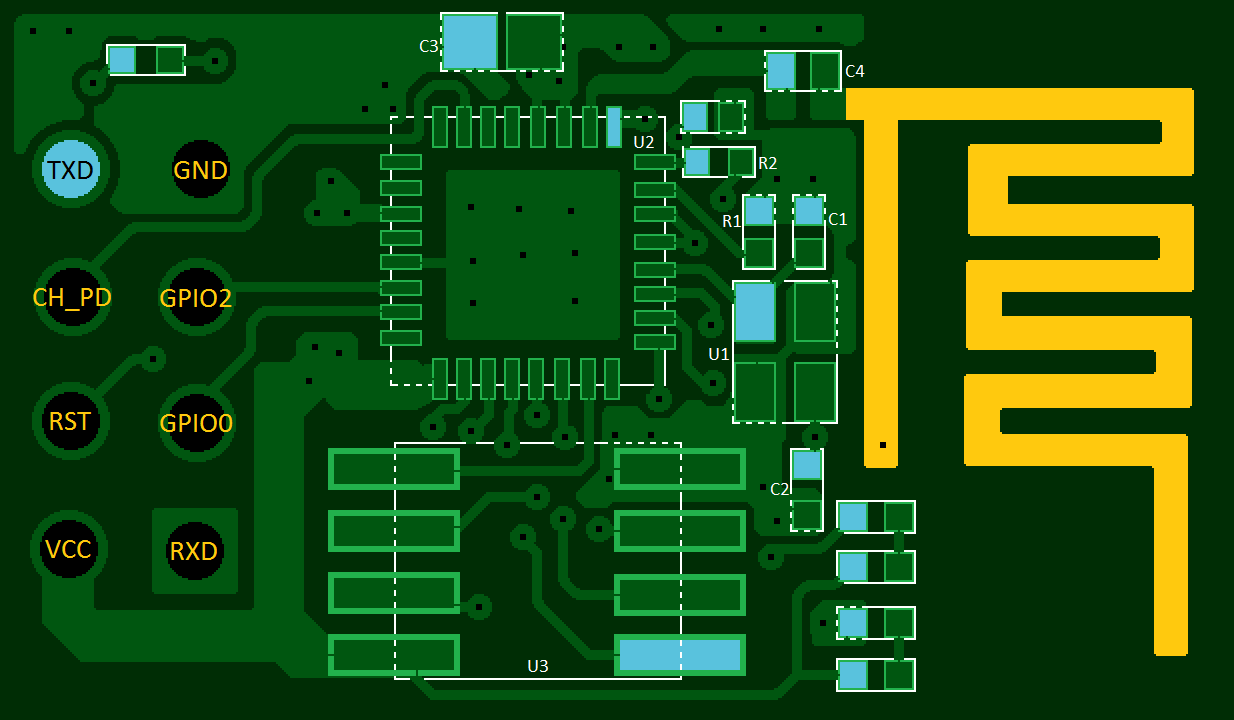 C3
C4
U2
TXD
GND
R2
R1
C1
CH_PD
GPIO2
U1
RST
GPIO0
C2
VCC
RXD
U3